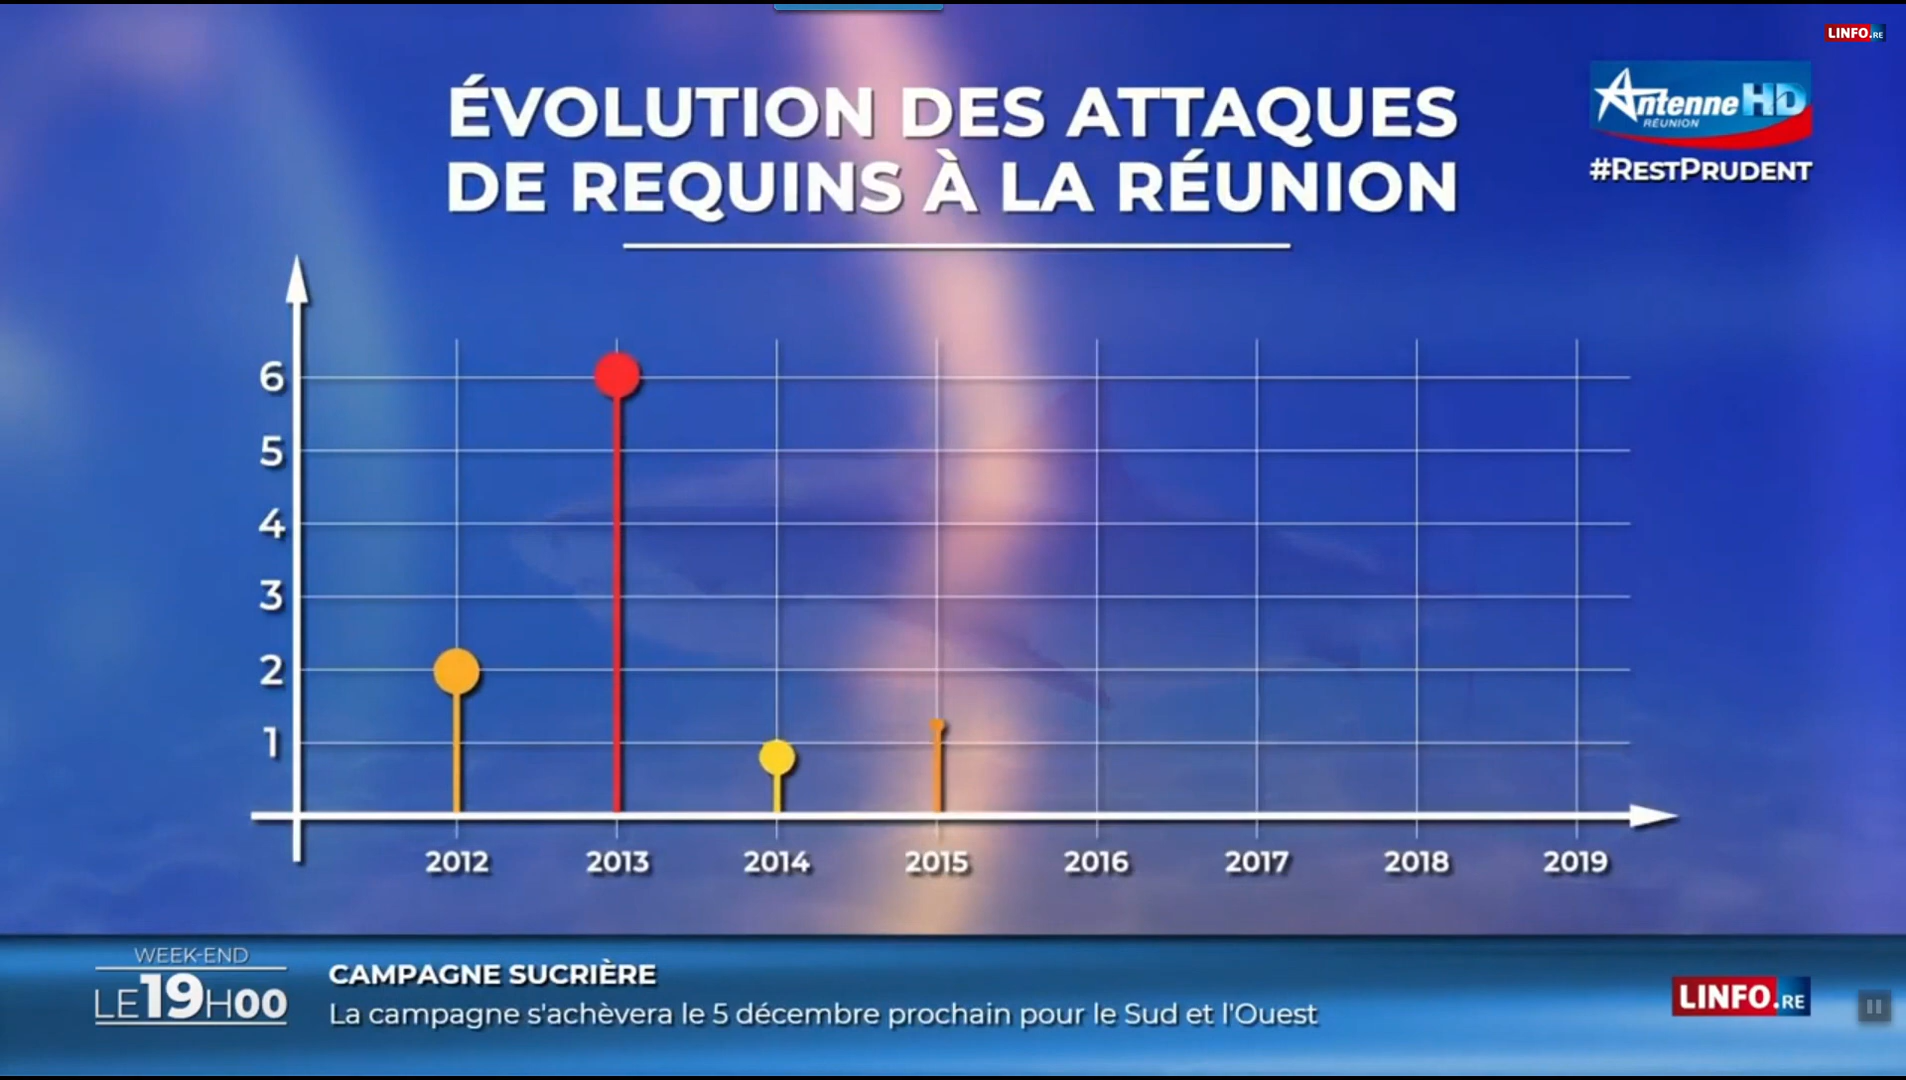 LINFO.RE
ÉVOLUTION DES ATTAQUES
DE REQUINS À LA RÉUNION
Antenne HD
RÉUNION
#RESTPRUDENT
6
5
4
3
2
1
2012 2013 2014 2015 2016 2017 2018 2019
WEEK-END
LE 19H00
CAMPAGNE SUCRIÈRE
La campagne s'achèvera le 5 décembre prochain pour le Sud et l'Ouest
LINFO.RE